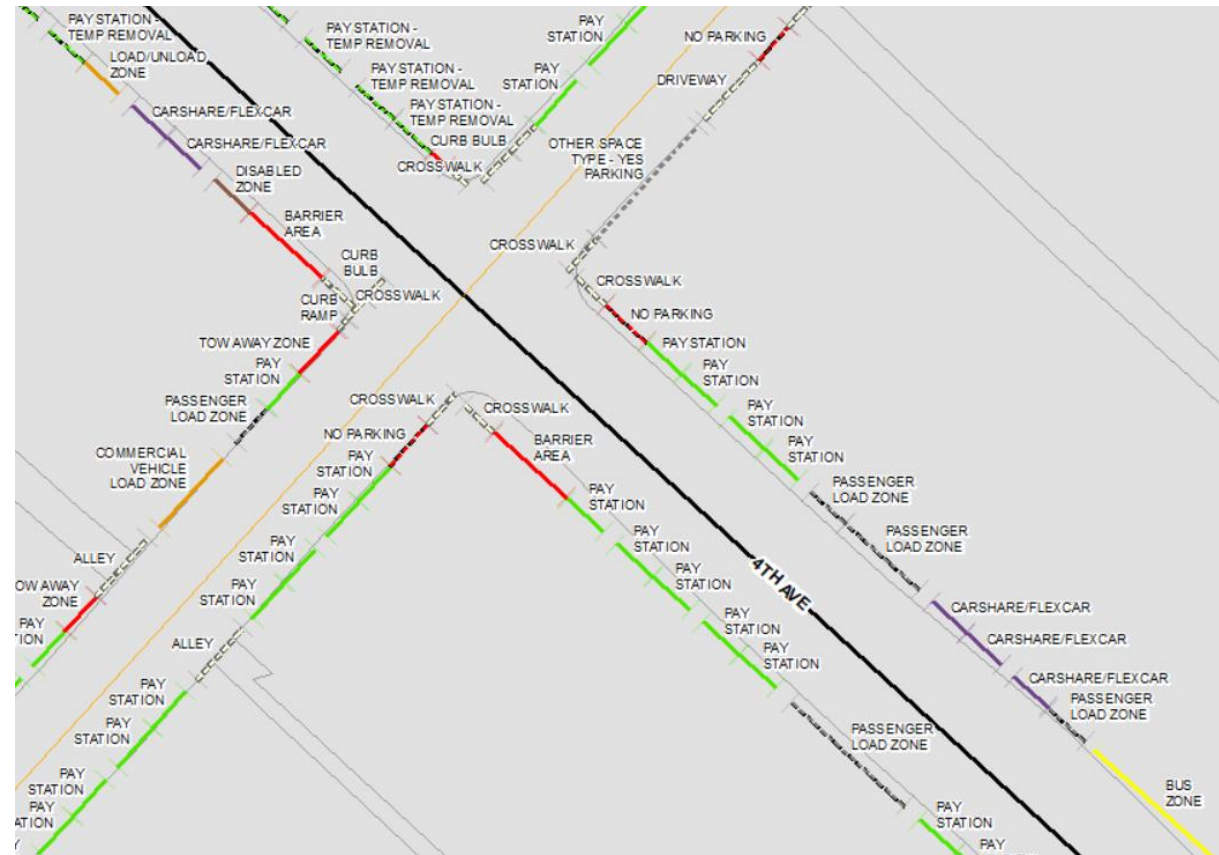 PAY STATION -
TEMP REMOVAL
LOAD/UNLOAD
ZONE
CARSHARE/FLEXCAR
CARSHARE/FLEXCAR
DISABLED
ZONE
BARRIER
AREA
CURB
BULB
CROSSWALK
CURB
RAMP
TOW AWAY ZONE
PAY
STATION
PASSENGER
LOAD ZONE
COMMERCIAL
VEHICLE
LOAD ZONE
ALLEY
OW AWAY
ZONE
PAY
TION
PAY STATION -
TEMP REMOVAL
PAY STATION -
TEMP REMOVAL
PAY STATION -
TEMP REMOVAL
CURB BULB
CROSSWALK
PAY
STATION
PAY
STATION
NO PARKING
DRIVEWAY
OTHER SPACE
TYPE - YES
PARKING
CROSSWALK
CROSSWALK
NO PARKING
PAY STATION
PAY
STATION
PAY
STATION
PAY
STATION
PASSENGER
LOAD ZONE
PASSENGER
LOAD ZONE
CARSHARE/FLEXCAR
CARSHARE/FLEXCAR
CARSHARE/FLEXCAR
PASSENGER
LOAD ZONE
BUS
ZONE
4TH AVE
CROSSWALK
CROSSWALK
NO PARKING
BARRIER
AREA
PAY
STATION
PAY
STATION
PAY
STATION
PAY
STATION
PAY
STATION
PASSENGER
LOAD ZONE
PAY
STATION
PAY
PAY
STATION
PAY
STATION
PAY
STATION
PAY
STATION
ALLEY
PAY
STATION
PAY
STATION
PAY
STATION
PAY
ATION
Y